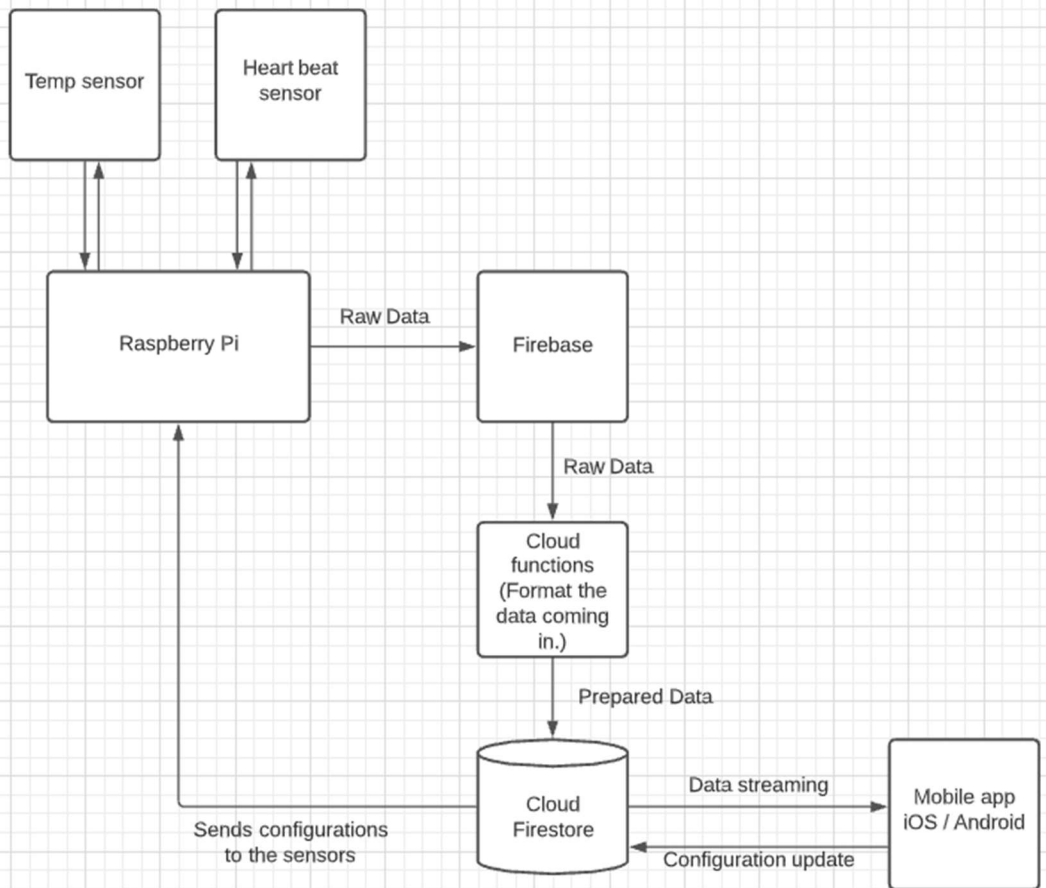 Temp sensor
Heart beat
sensor
Raspberry Pi
Raw Data
Firebase
Raw Data
Cloud
functions
(Format the
data coming
in.)
Prepared Data
Cloud
Firestore
Data streaming
Configuration update
Mobile app
iOS / Android
Sends configurations
to the sensors